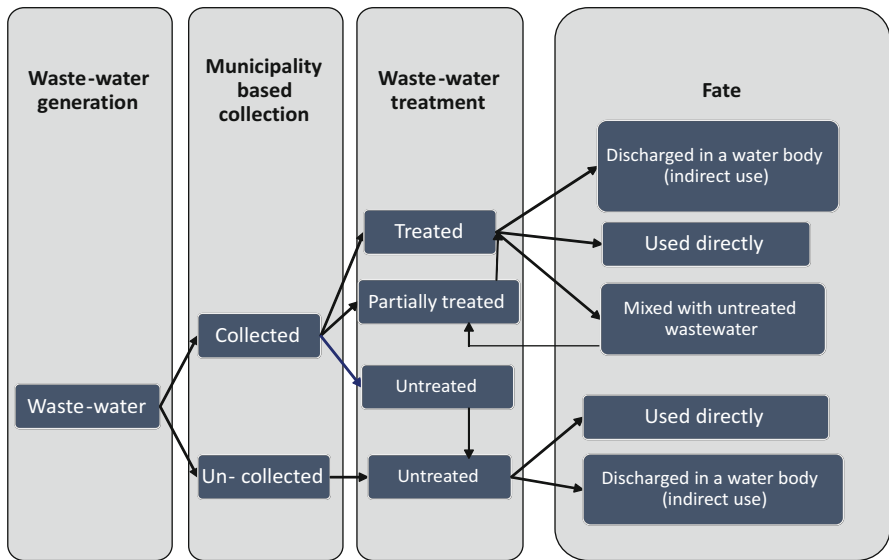 Waste-water
generation
Municipality
based
collection
Waste-water
treatment
Fate
Waste-water
Collected
Un- collected
Treated
Partially treated
Untreated
Untreated
Discharged in a water body
(indirect use)
Used directly
Mixed with untreated
wastewater
Used directly
Discharged in a water body
(indirect use)